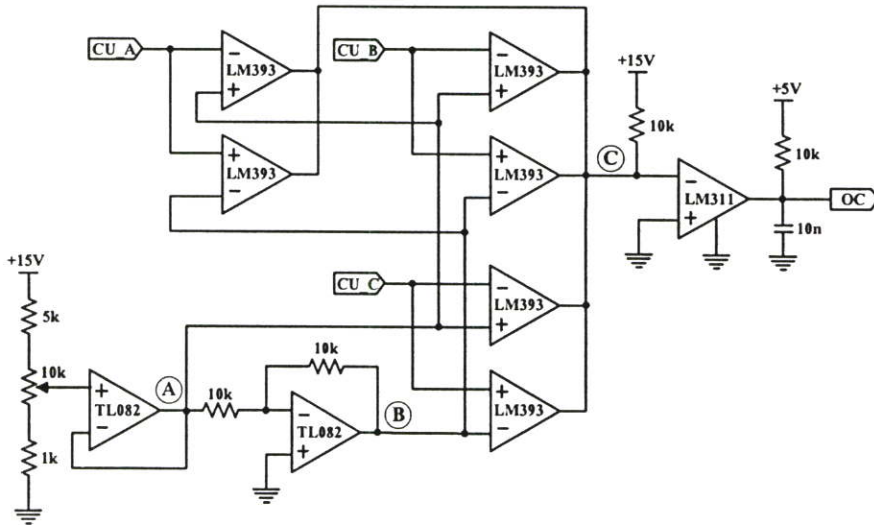 CU_A
−
LM393
+
CU_B
−
LM393
+
+15V
10k
+5V
10k
+
LM393
−
+
LM393
−
C
−
LM311
+
OC
10n
+15V
5k
10k
1k
+
TL082
−
A
10k
10k
−
TL082
+
B
CU_C
−
LM393
+
+
LM393
−